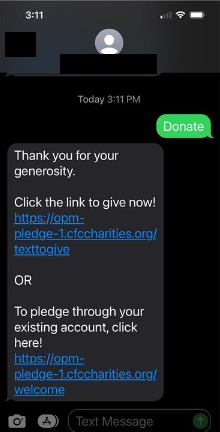 3:11
Today 3:11 PM
Donate
Thank you for your
generosity.
Click the link to give now!
https://opm-
pledge-1.cfccharities.org/
texttogive
OR
To pledge through your
existing account, click
here!
https://opm-
pledge-1.cfccharities.org/
welcome
Text Message